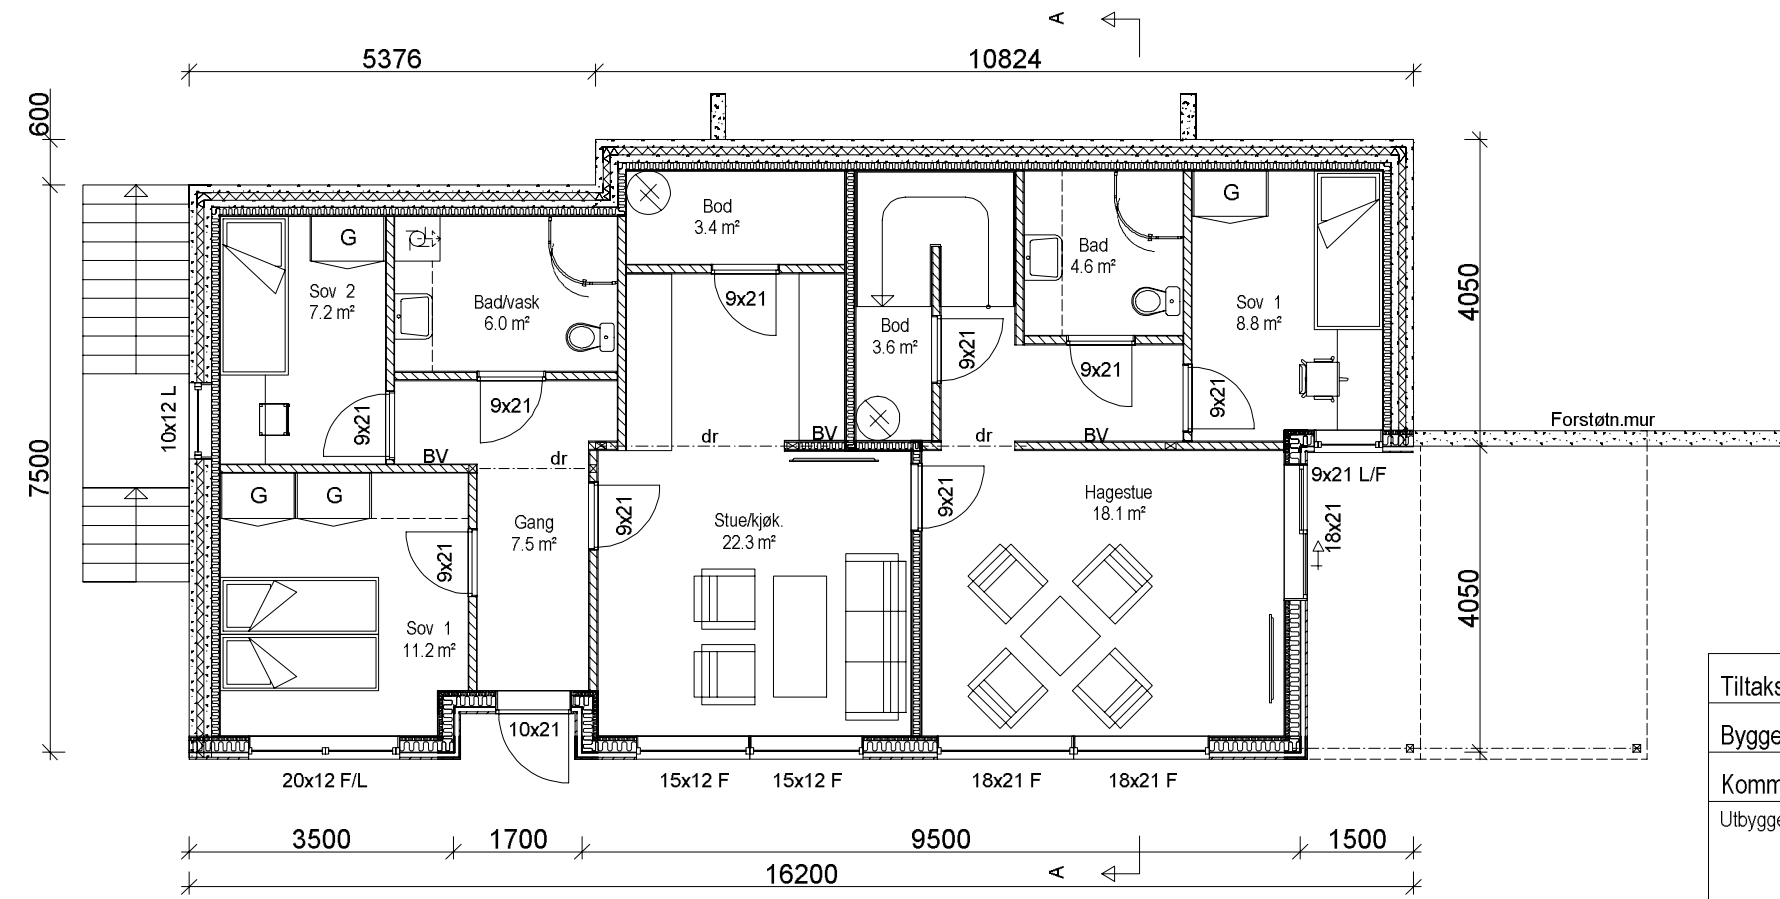 A
5376
10824
600
Bod
3.4 m²
G
G
Bad
4.6 m²
Sov 2
7.2 m²
Bad/vask
6.0 m²
9x21
Bod
3.6 m²
Sov 1
8.8 m²
4050
9x21
9x21
9x21
10x12 L
9x21
9x21
Forstøtn.mur
BV
dr
dr
BV
dr
BV
9x21 L/F
7500
G
G
Gang
7.5 m²
9x21
Stue/kjøk.
22.3 m²
9x21
Hagestue
18.1 m²
18x21
9x21
4050
Sov 1
11.2 m²
Tiltaks
10x21
Bygge
20x12 F/L
15x12 F
15x12 F
18x21 F
18x21 F
Komm
Utbygge
3500
1700
9500
1500
16200
A